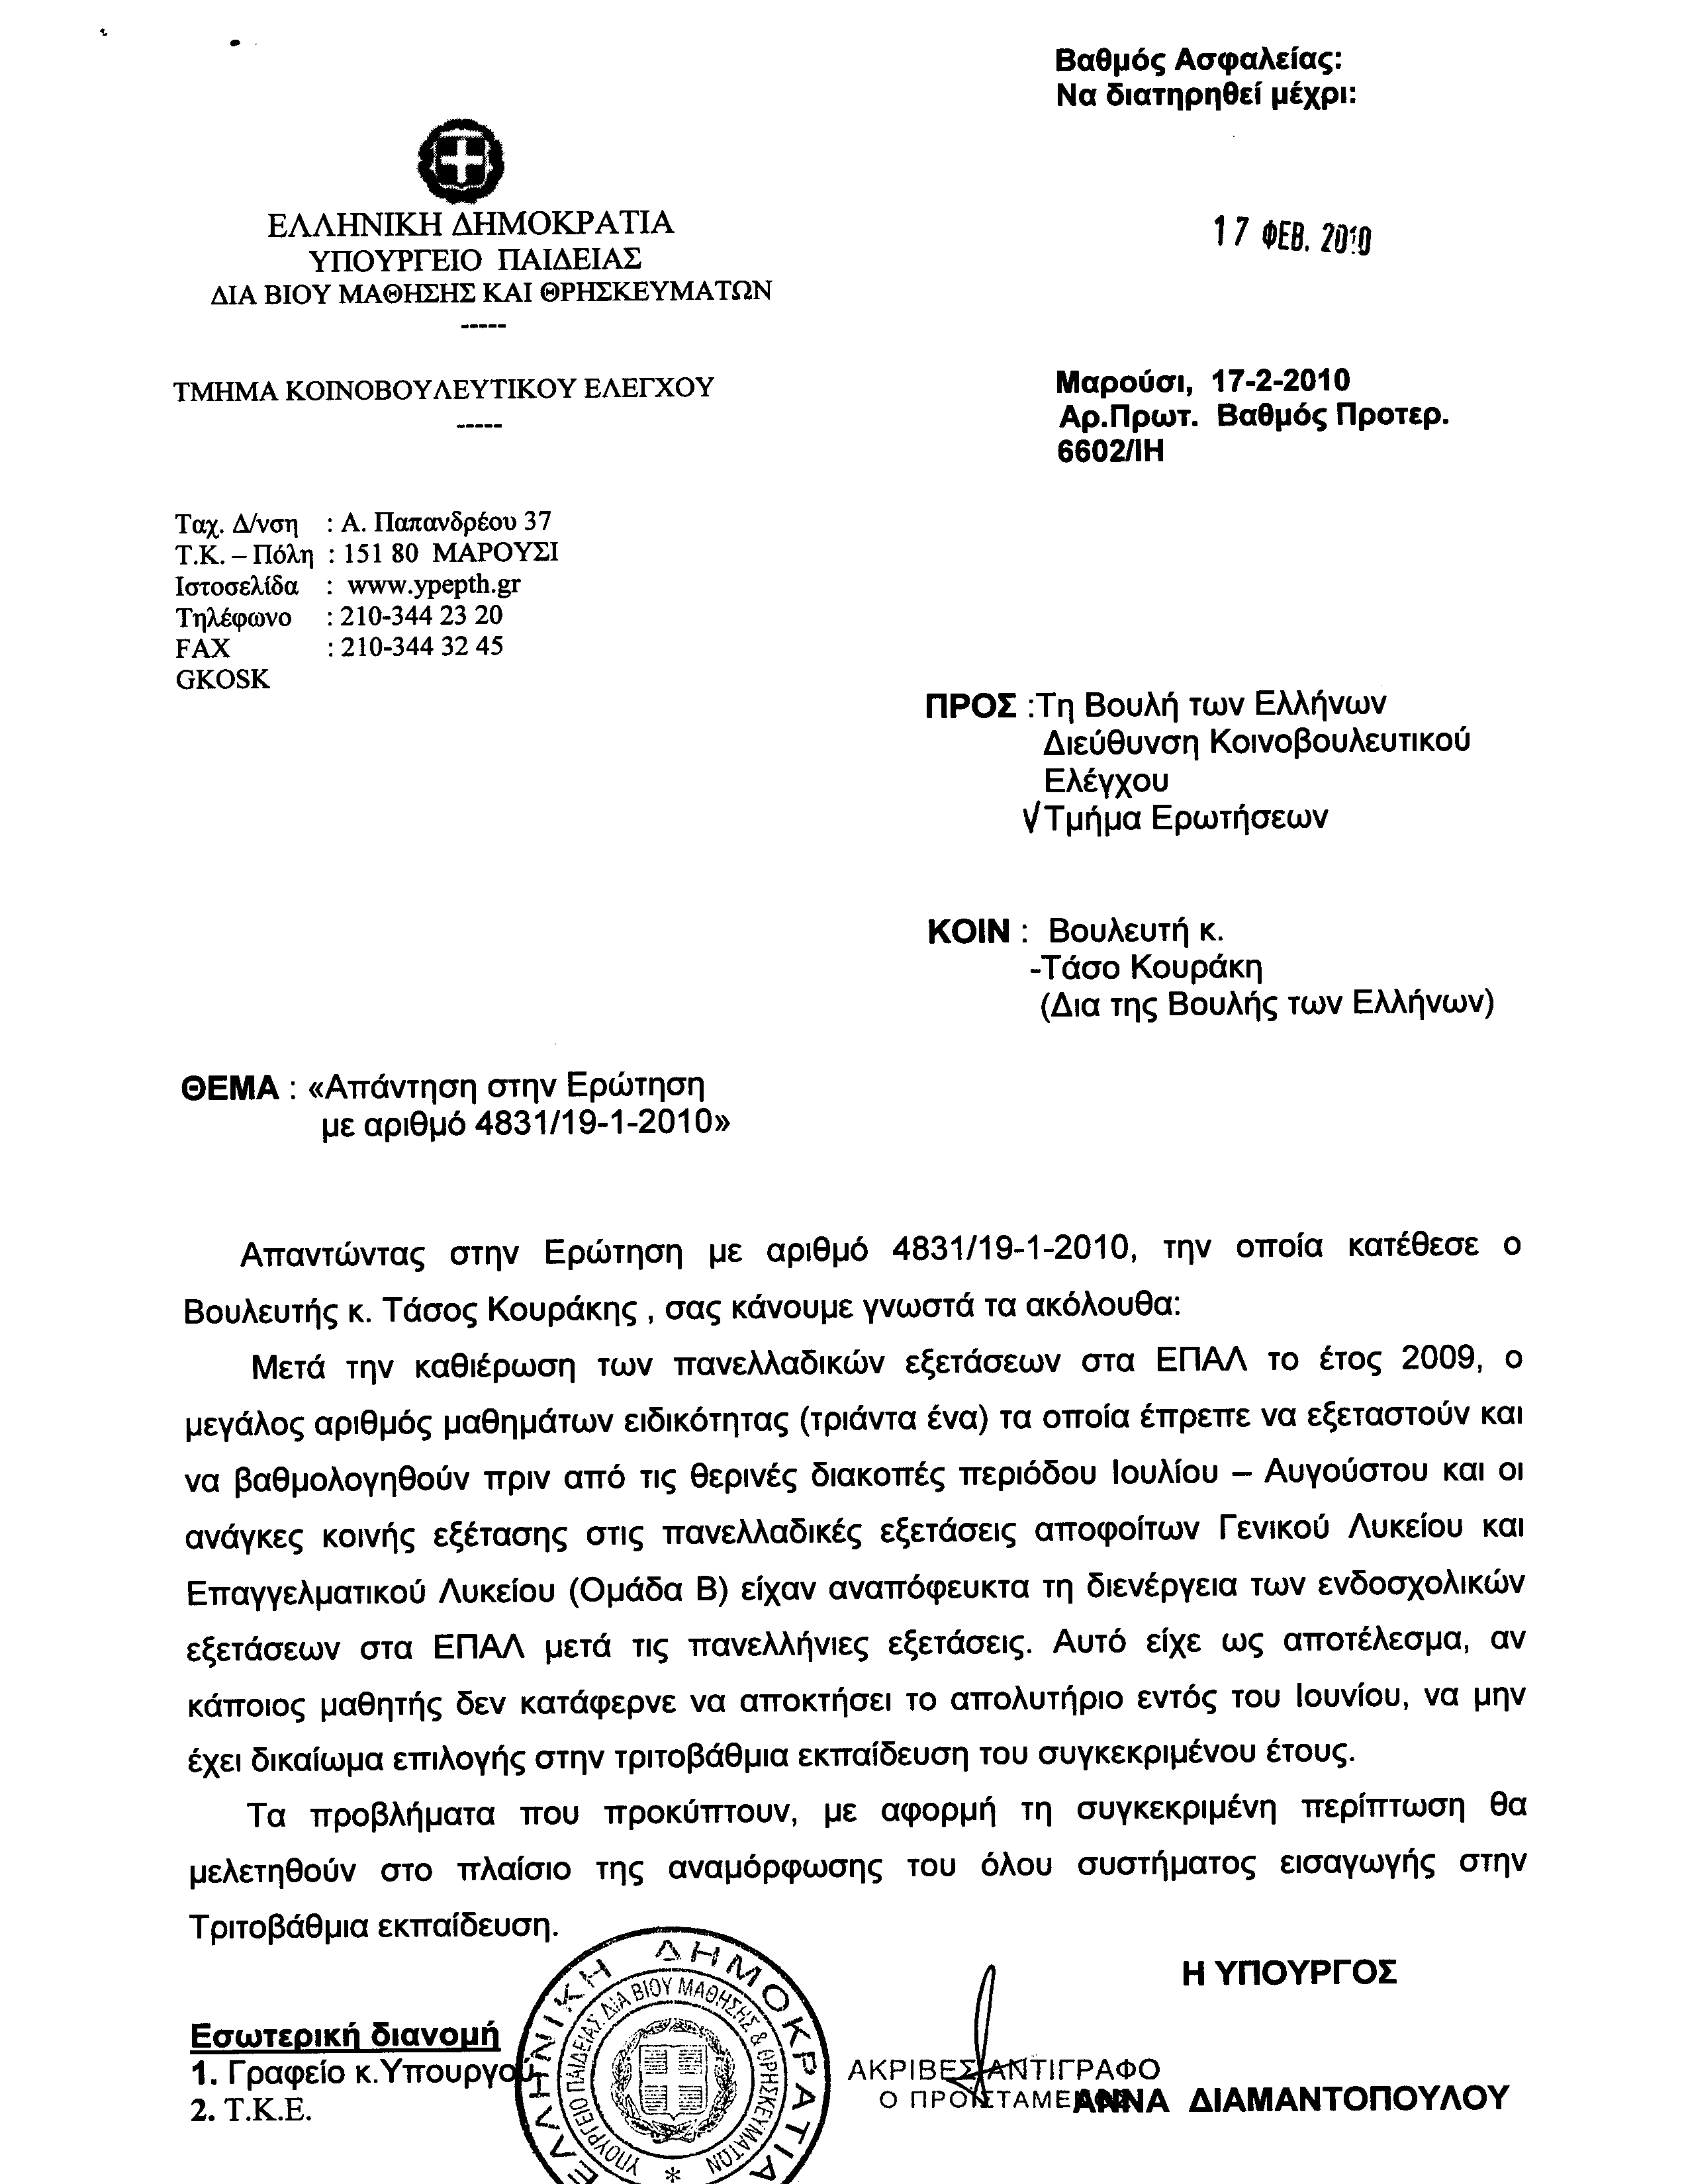 Βαθμός Ασφαλείας:
Να διατηρηθεί μέχρι:
ΕΛΛΗΝΙΚΗ ΔΗΜΟΚΡΑΤΙΑ
ΥΠΟΥΡΓΕΙΟ ΠΑΙΔΕΙΑΣ
ΔΙΑ ΒΙΟΥ ΜΑΘΗΣΗΣ ΚΑΙ ΘΡΗΣΚΕΥΜΑΤΩΝ
-----
17 ΦΕΒ. 2010
ΤΜΗΜΑ ΚΟΙΝΟΒΟΥΛΕΥΤΙΚΟΥ ΕΛΕΓΧΟΥ
-----
Μαρούσι, 17-2-2010
Αρ.Πρωτ. Βαθμός Προτερ.
6602/ΙΗ
Ταχ. Δ/νση : Α. Παπανδρέου 37
Τ.Κ. – Πόλη : 151 80 ΜΑΡΟΥΣΙ
Ιστοσελίδα : www.ypepth.gr
Τηλέφωνο : 210-344 23 20
FAX : 210-344 32 45
GKOSK
ΠΡΟΣ :Τη Βουλή των Ελλήνων
Διεύθυνση Κοινοβουλευτικού
Ελέγχου
√Τμήμα Ερωτήσεων
ΚΟΙΝ : Βουλευτή κ.
-Τάσο Κουράκη
(Δια της Βουλής των Ελλήνων)
ΘΕΜΑ : «Απάντηση στην Ερώτηση
με αριθμό 4831/19-1-2010»
Απαντώντας στην Ερώτηση με αριθμό 4831/19-1-2010, την οποία κατέθεσε ο
Βουλευτής κ. Τάσος Κουράκης , σας κάνουμε γνωστά τα ακόλουθα:
Μετά την καθιέρωση των πανελλαδικών εξετάσεων στα ΕΠΑΛ το έτος 2009, ο
μεγάλος αριθμός μαθημάτων ειδικότητας (τριάντα ένα) τα οποία έπρεπε να εξεταστούν και
να βαθμολογηθούν πριν από τις θερινές διακοπές περιόδου Ιουλίου – Αυγούστου και οι
ανάγκες κοινής εξέτασης στις πανελλαδικές εξετάσεις αποφοίτων Γενικού Λυκείου και
Επαγγελματικού Λυκείου (Ομάδα Β) είχαν αναπόφευκτα τη διενέργεια των ενδοσχολικών
εξετάσεων στα ΕΠΑΛ μετά τις πανελλήνιες εξετάσεις. Αυτό είχε ως αποτέλεσμα, αν
κάποιος μαθητής δεν κατάφερνε να αποκτήσει το απολυτήριο εντός του Ιουνίου, να μην
έχει δικαίωμα επιλογής στην τριτοβάθμια εκπαίδευση του συγκεκριμένου έτους.
Τα προβλήματα που προκύπτουν, με αφορμή τη συγκεκριμένη περίπτωση θα
μελετηθούν στο πλαίσιο της αναμόρφωσης του όλου συστήματος εισαγωγής στην
Τριτοβάθμια εκπαίδευση.
Η ΥΠΟΥΡΓΟΣ
ΕΛΛΗΝΙΚΗ ΔΗΜΟΚΡΑΤΙΑ
ΥΠΟΥΡΓΕΙΟ ΠΑΙΔΕΙΑΣ ΔΙΑ ΒΙΟΥ ΜΑΘΗΣΗΣ & ΘΡΗΣΚΕΥΜΑΤΩΝ
*
Εσωτερική διανομή
1. Γραφείο κ.Υπουργού
2. Τ.Κ.Ε.
ΑΚΡΙΒΕΣ ΑΝΤΙΓΡΑΦΟ
Ο
ΑΝΝΑ ΔΙΑΜΑΝΤΟΠΟΥΛΟΥ